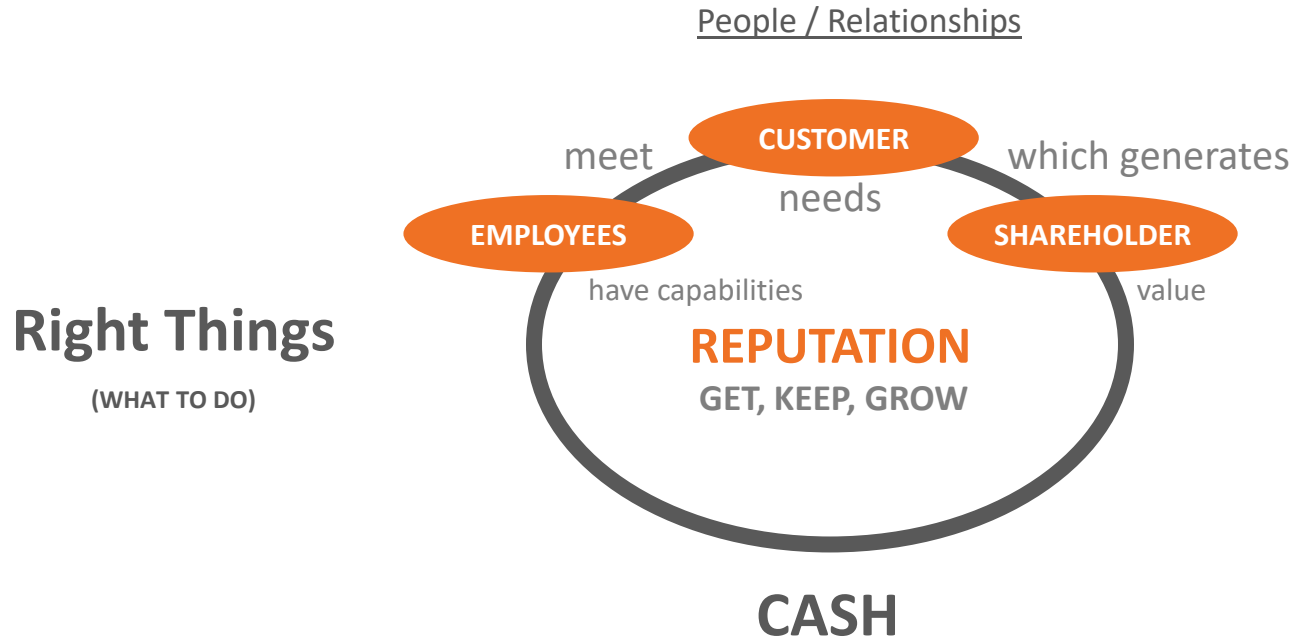 People / Relationships
CUSTOMER
meet
which generates
needs
EMPLOYEES
SHAREHOLDER
have capabilities
value
Right Things
REPUTATION
(WHAT TO DO)
GET, KEEP, GROW
CASH